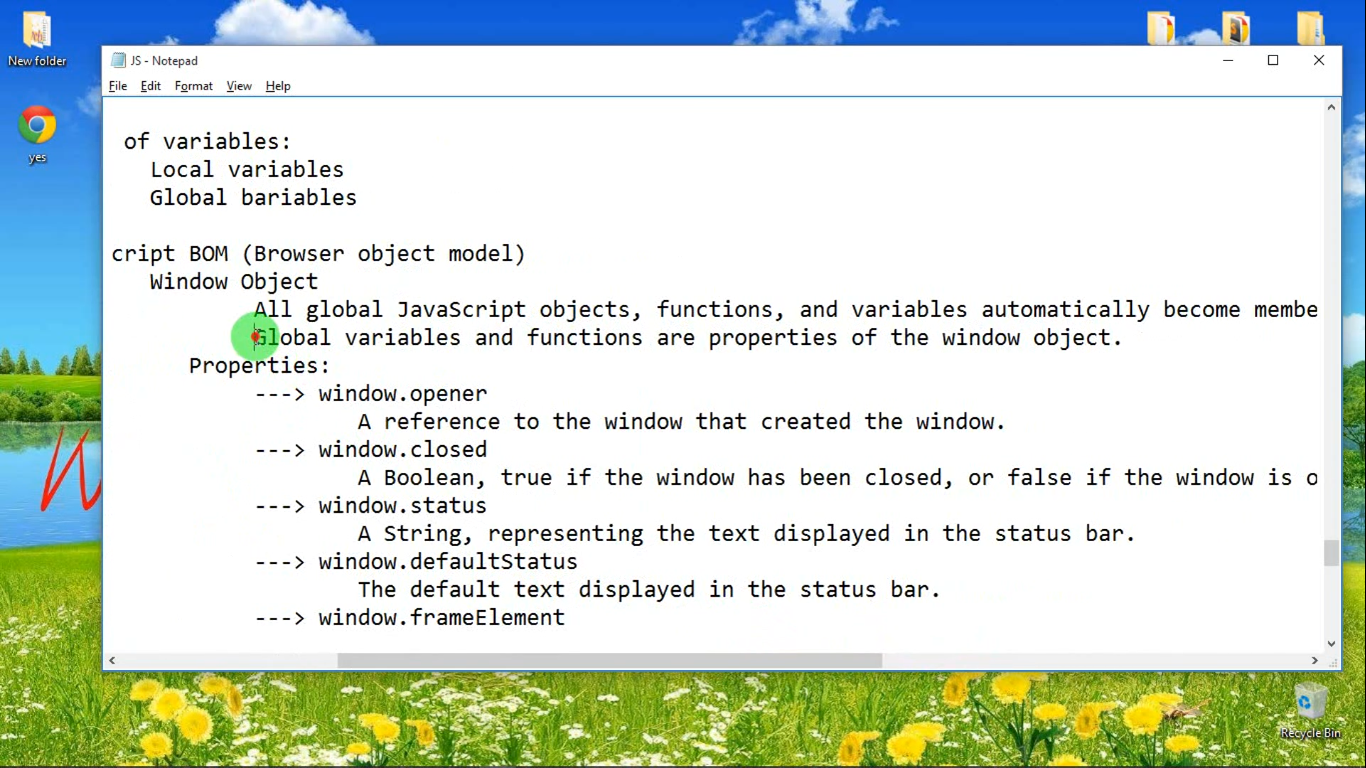 New folder
yes
JS - Notepad
File Edit Format View Help
of variables:
Local variables
Global bariables
cript BOM (Browser object model)
Window Object
All global JavaScript objects, functions, and variables automatically become membe
Global variables and functions are properties of the window object.
Properties:
---> window.opener
A reference to the window that created the window.
---> window.closed
A Boolean, true if the window has been closed, or false if the window is o
---> window.status
A String, representing the text displayed in the status bar.
---> window.defaultStatus
The default text displayed in the status bar.
---> window.frameElement
Recycle Bin